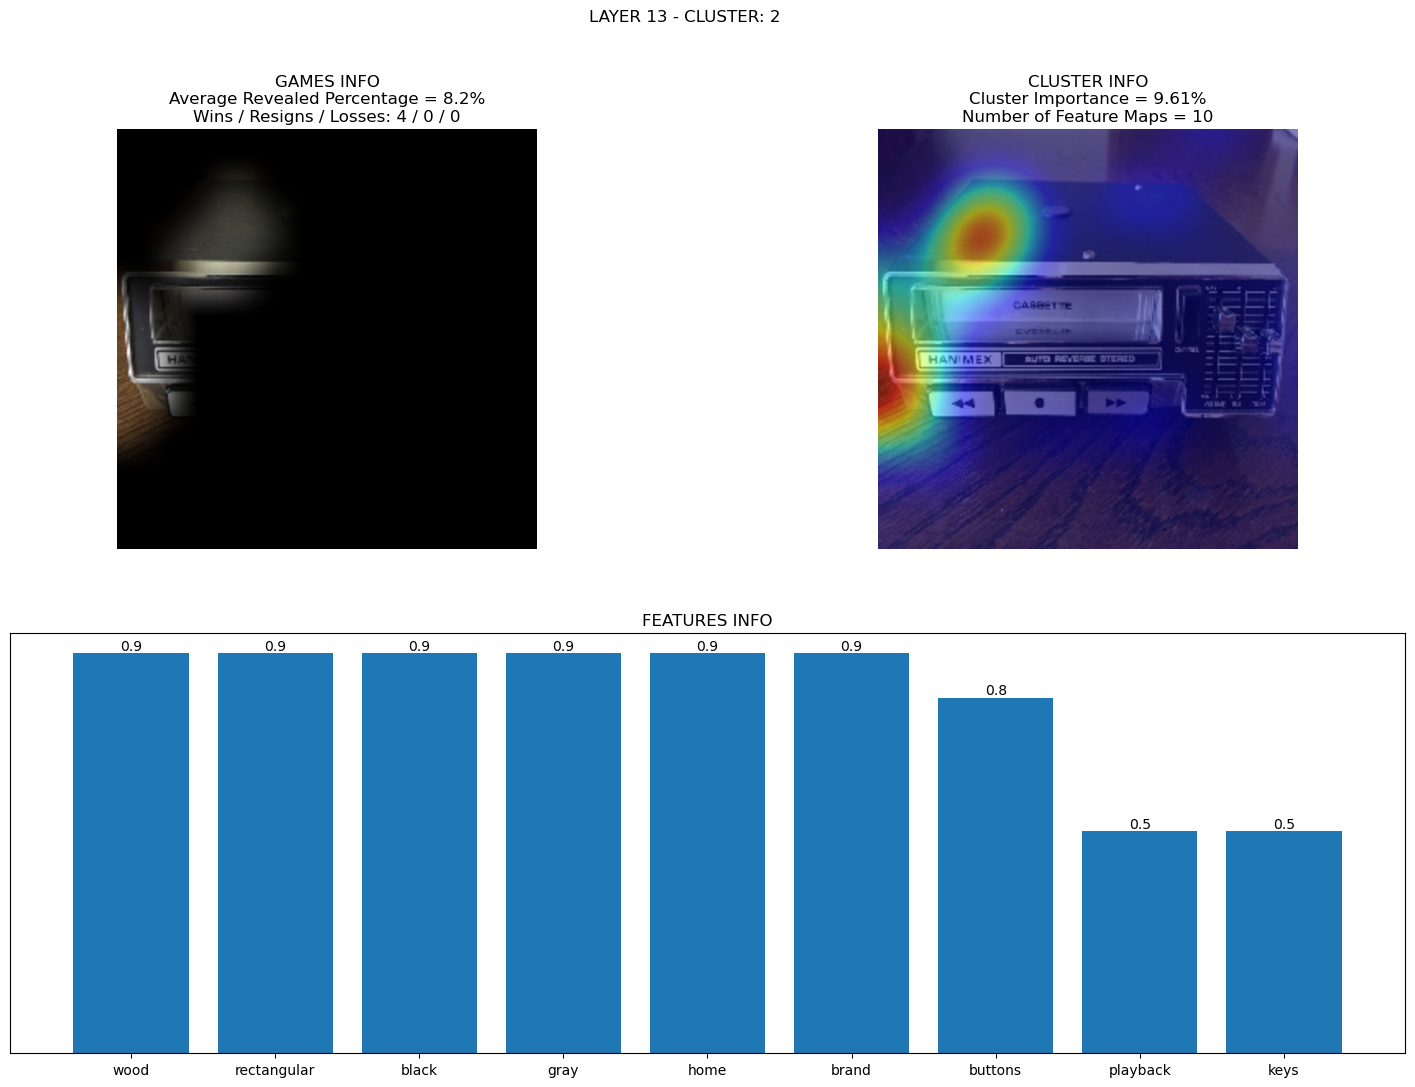 LAYER 13 - CLUSTER: 2
GAMES INFO
Average Revealed Percentage = 8.2%
Wins / Resigns / Losses: 4 / 0 / 0
HAN
CLUSTER INFO
Cluster Importance = 9.61%
Number of Feature Maps = 10
CASSETTE
HANIMEX
AUTO REVERSE STEREO
FEATURES INFO
0.9 0.9 0.9 0.9 0.9 0.9 0.8 0.5 0.5
wood rectangular black gray home brand buttons playback keys